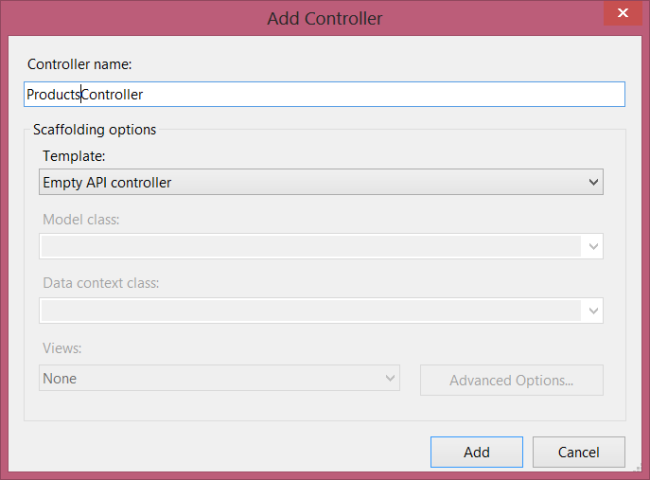 Add Controller
Controller name:
ProductsController
Scaffolding options
Template:
Empty API controller
Model class:
Data context class:
Views:
None
Advanced Options...
Add
Cancel